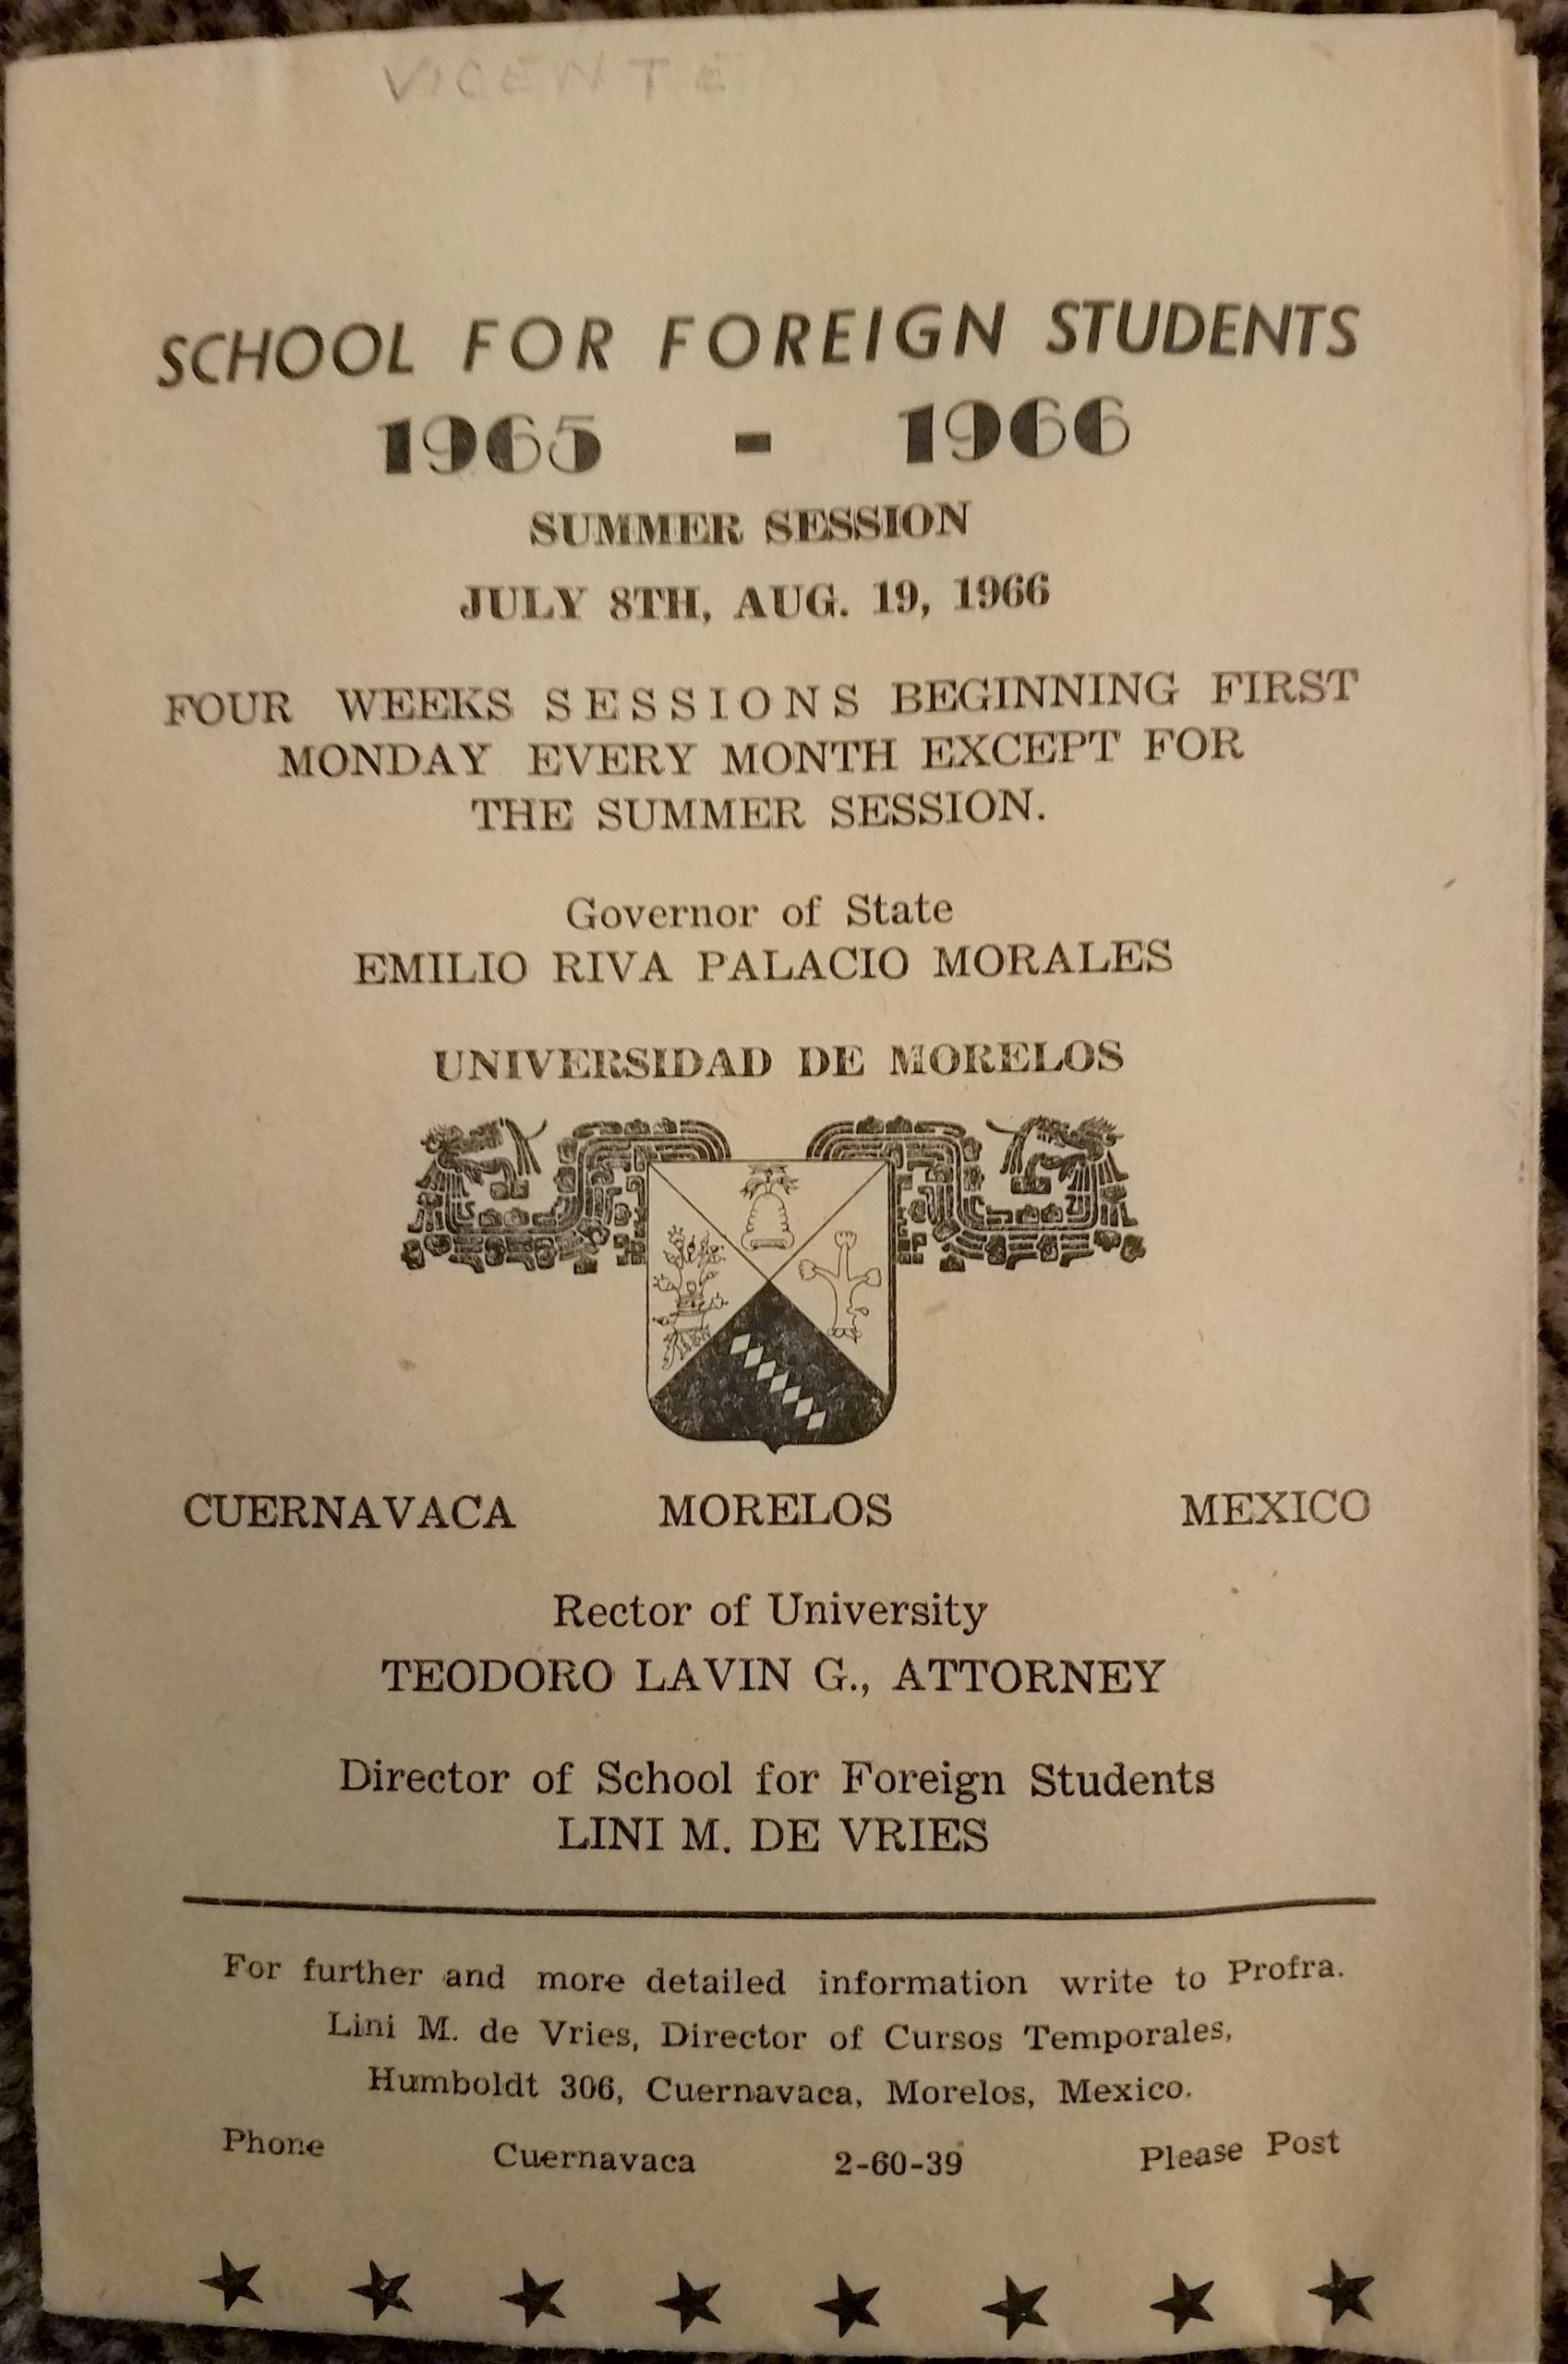 VICENTE
SCHOOL FOR FOREIGN STUDENTS
1965 - 1966
SUMMER SESSION
JULY 8TH, AUG. 19, 1966
FOUR WEEKS SESSIONS BEGINNING FIRST
MONDAY EVERY MONTH EXCEPT FOR
THE SUMMER SESSION.
Governor of State
EMILIO RIVA PALACIO MORALES
UNIVERSIDAD DE MORELOS
CUERNAVACA MORELOS MEXICO
Rector of University
TEODORO LAVIN G., ATTORNEY
Director of School for Foreign Students
LINI M. DE VRIES
For further and more detailed information write to Profra.
Lini M. de Vries, Director of Cursos Temporales,
Humboldt 306, Cuernavaca, Morelos, Mexico.
Phone Cuernavaca 2-60-39 Please Post